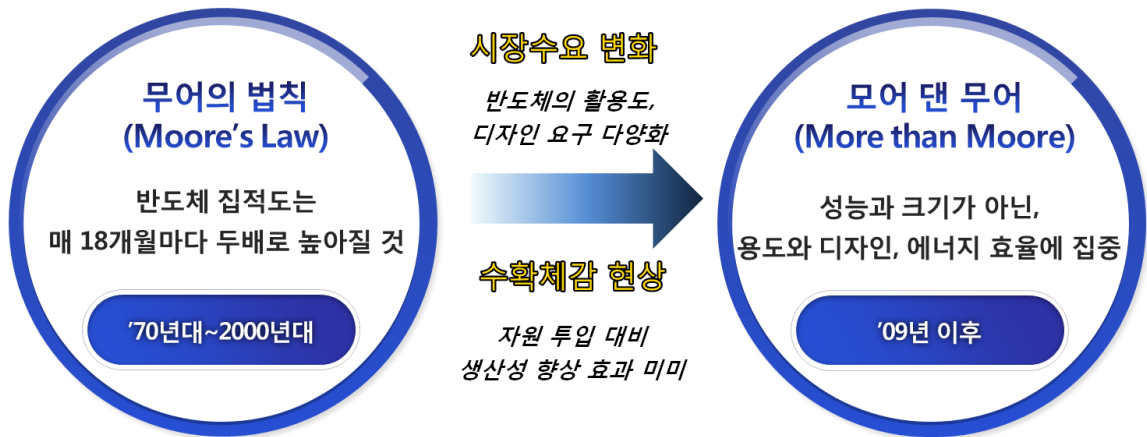 무어의 법칙
(Moore's Law)
반도체 집적도는
매 18개월마다 두배로 높아질 것
'70년대~2000년대
시장수요 변화
반도체의 활용도,
디자인 요구 다양화
수확체감 현상
자원 투입 대비
생산성 향상 효과 미미
모어 댄 무어
(More than Moore)
성능과 크기가 아닌,
용도와 디자인, 에너지 효율에 집중
'09년 이후